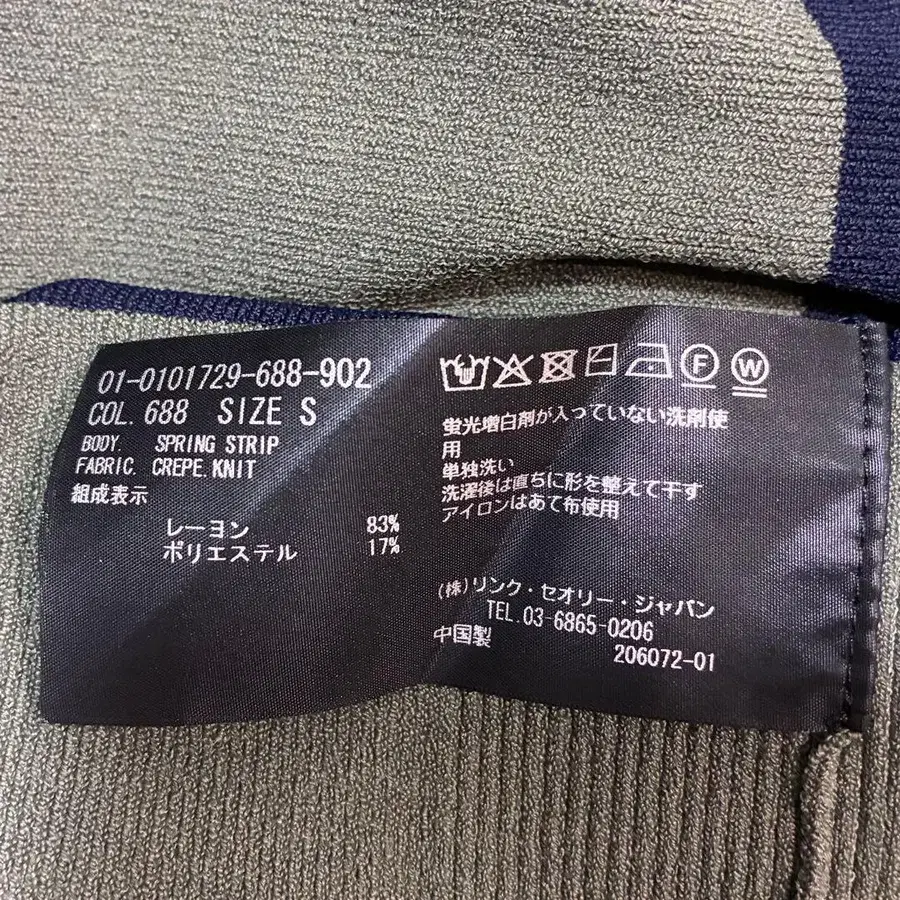 01-0101729-688-902
COL. 688 SIZE S
BODY. SPRING STRIP
FABRIC. CREPE.KNIT
組成表示
レーヨン 83%
ポリエステル 17%
F W
蛍光増白剤が入っていない洗剤使
用
単独洗い
洗濯後は直ちに形を整えて干す
アイロンはあて布使用
(株)リンク・セオリー・ジャパン
TEL.03-6865-0206
中国製
206072-01